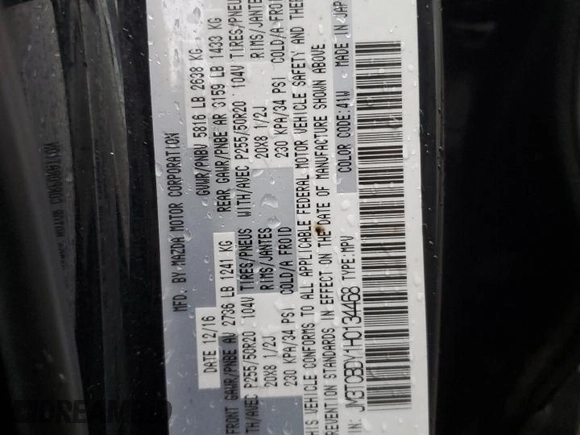 MFD. BY MAZDA MOTOR CORPORATION
DATE 12/16 GVWR/PNBV 5816 LB 2638 KG
FRONT GAWR/PNBE AV 2736 LB 1241 KG REAR GAWR/PNBE AR 3159 LB 1433 KG
TH/AVEC P255/50R20 104V TIRES/PNEUS WITH/AVEC P255/50R20 104V TIRES/PNEUS
20X8 1/2J RIMS/JANTES 20X8 1/2J RIMS/JANTES
230 KPA/34 PSI COLD/A FROID 230 KPA/34 PSI COLD/A FROID
THIS VEHICLE CONFORMS TO ALL APPLICABLE FEDERAL MOTOR VEHICLE SAFETY AND THE
PREVENTION STANDARDS IN EFFECT ON THE DATE OF MANUFACTURE SHOWN ABOVE
TYPE: MPV COLOR CODE: 41W MADE IN JAP